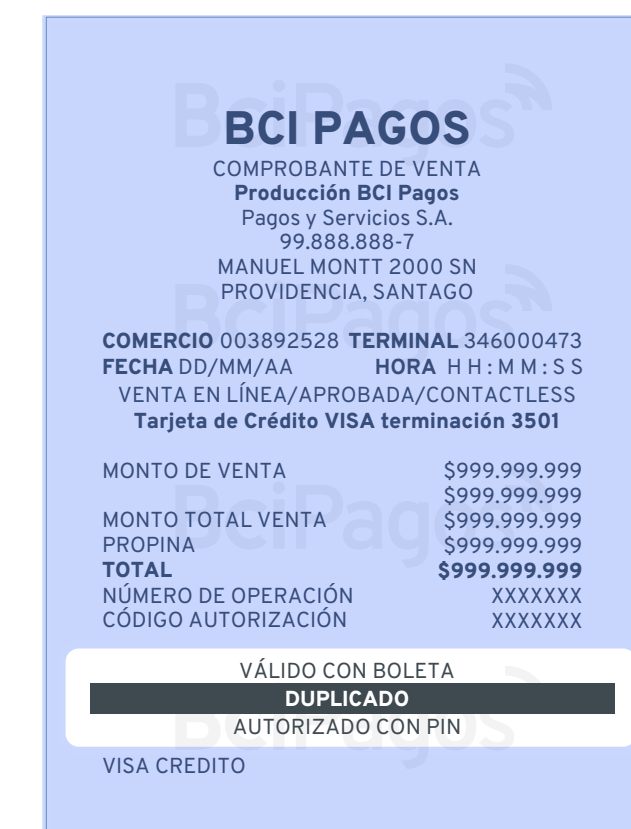 BCI PAGOS
COMPROBANTE DE VENTA
Producción BCI Pagos
Pagos y Servicios S.A.
99.888.888-7
MANUEL MONTT 2000 SN
PROVIDENCIA, SANTAGO
COMERCIO 003892528 TERMINAL 346000473
FECHA DD/MM/AA HORA HH:MM:SS
VENTA EN LÍNEA/APROBADA/CONTACTLESS
Tarjeta de Crédito VISA terminación 3501
MONTO DE VENTA $999.999.999
$999.999.999
MONTO TOTAL VENTA $999.999.999
PROPINA $999.999.999
TOTAL $999.999.999
NÚMERO DE OPERACIÓN XXXXXXX
CÓDIGO AUTORIZACIÓN XXXXXXX
VÁLIDO CON BOLETA
DUPLICADO
AUTORIZADO CON PIN
VISA CREDITO
BciPagos
BciPagos
BciPagos
BciPagos